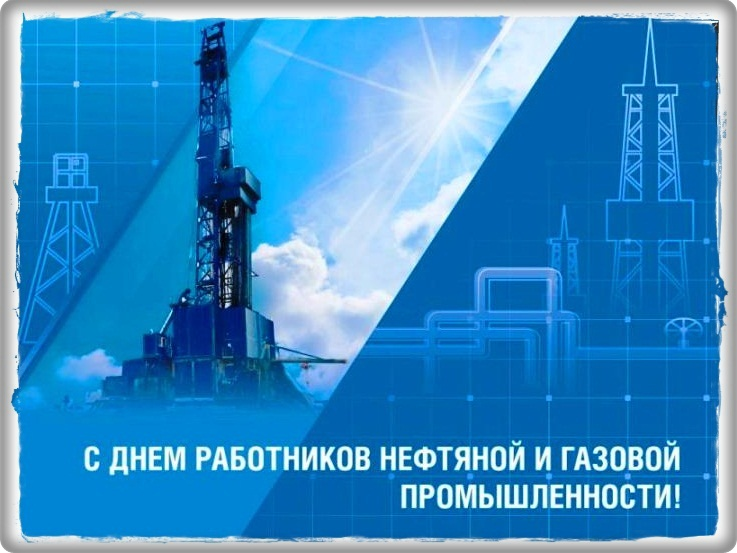 С ДНЕМ РАБОТНИКОВ НЕФТЯНОЙ И ГАЗОВОЙ
ПРОМЫШЛЕННОСТИ!